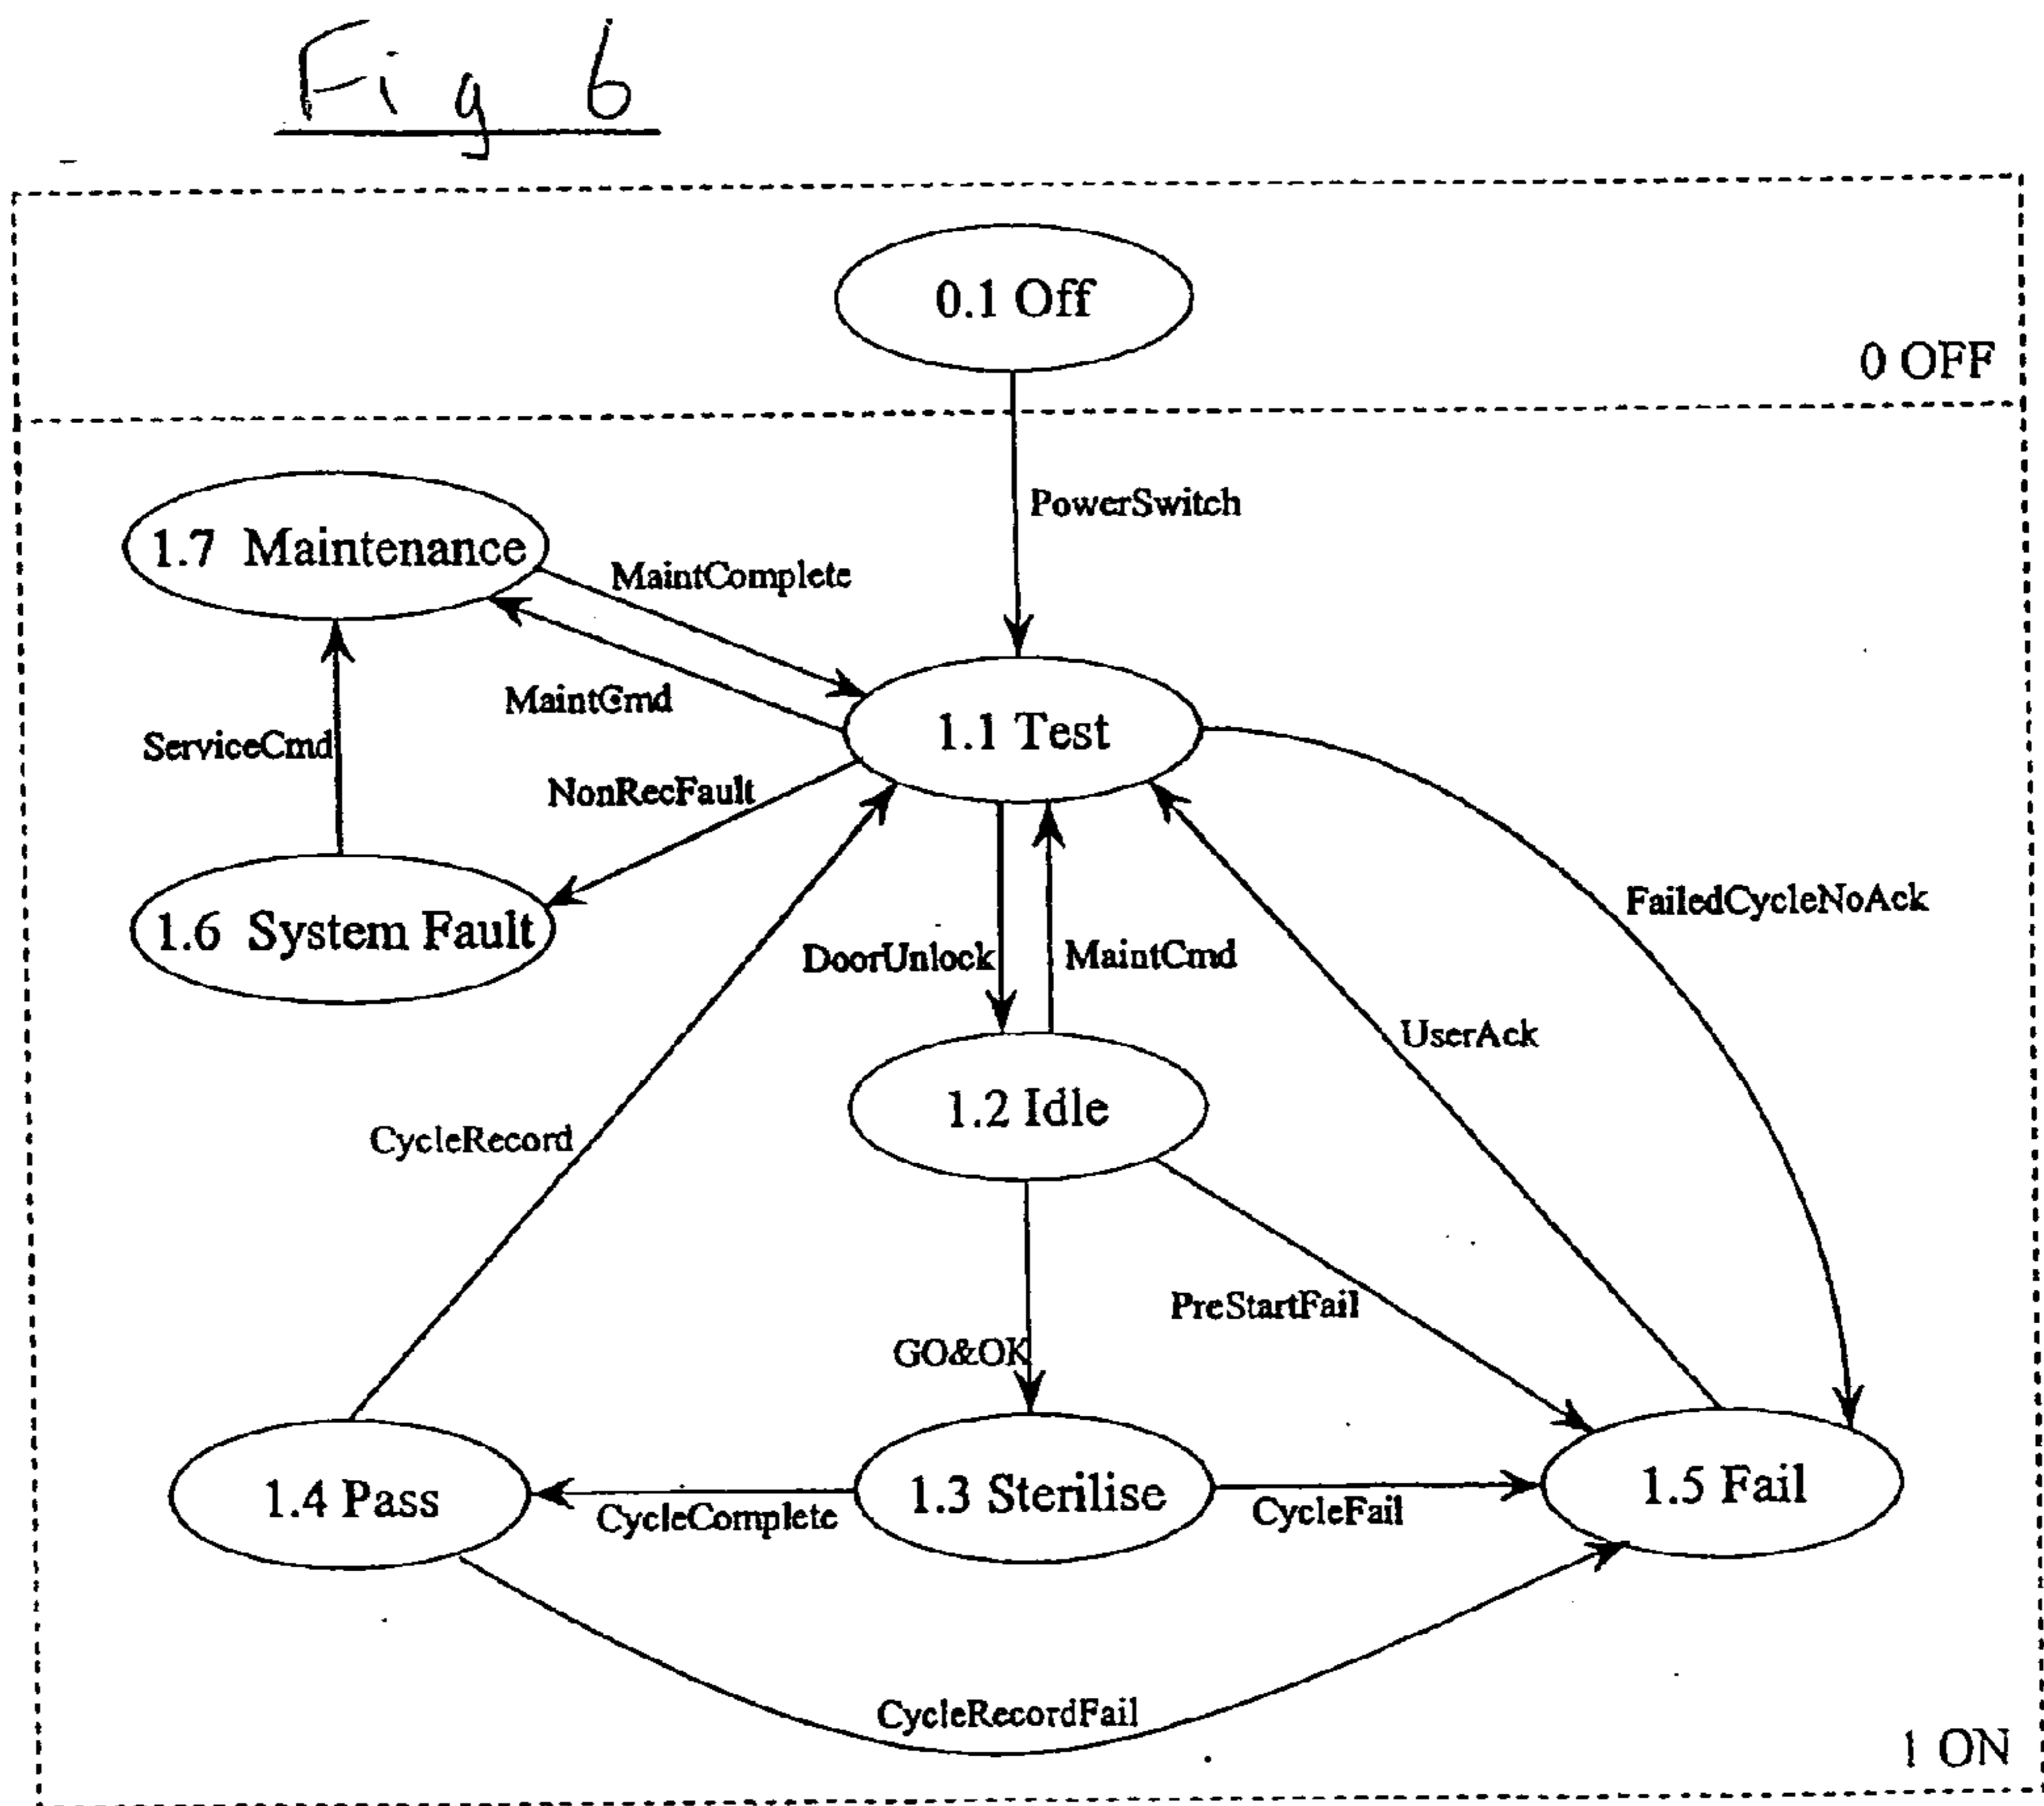 Fig 6
0.1 Off
0 OFF
PowerSwitch
1.7 Maintenance
MaintComplete
MaintCmd
1.1 Test
ServiceCmd
NonRecFault
FailedCycleNoAck
1.6 System Fault
DoorUnlock
MaintCmd
UserAck
1.2 Idle
CycleRecord
PreStartFail
GO&OK
1.4 Pass
1.3 Sterilise
1.5 Fail
CycleComplete
CycleFail
CycleRecordFail
1 ON